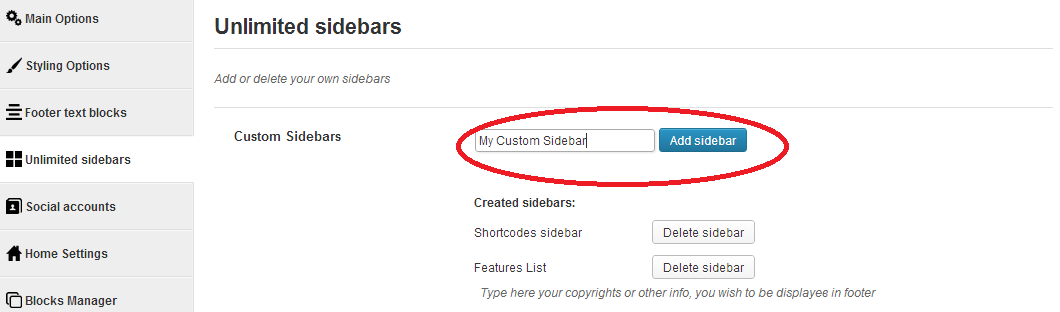 Main Options
Styling Options
Footer text blocks
Unlimited sidebars
Social accounts
Home Settings
Blocks Manager
Unlimited sidebars
Add or delete your own sidebars
Custom Sidebars
My Custom Sidebar
Add sidebar
Created sidebars:
Shortcodes sidebar
Delete sidebar
Features List
Delete sidebar
Type here your copyrights or other info, you wish to be displayee in footer